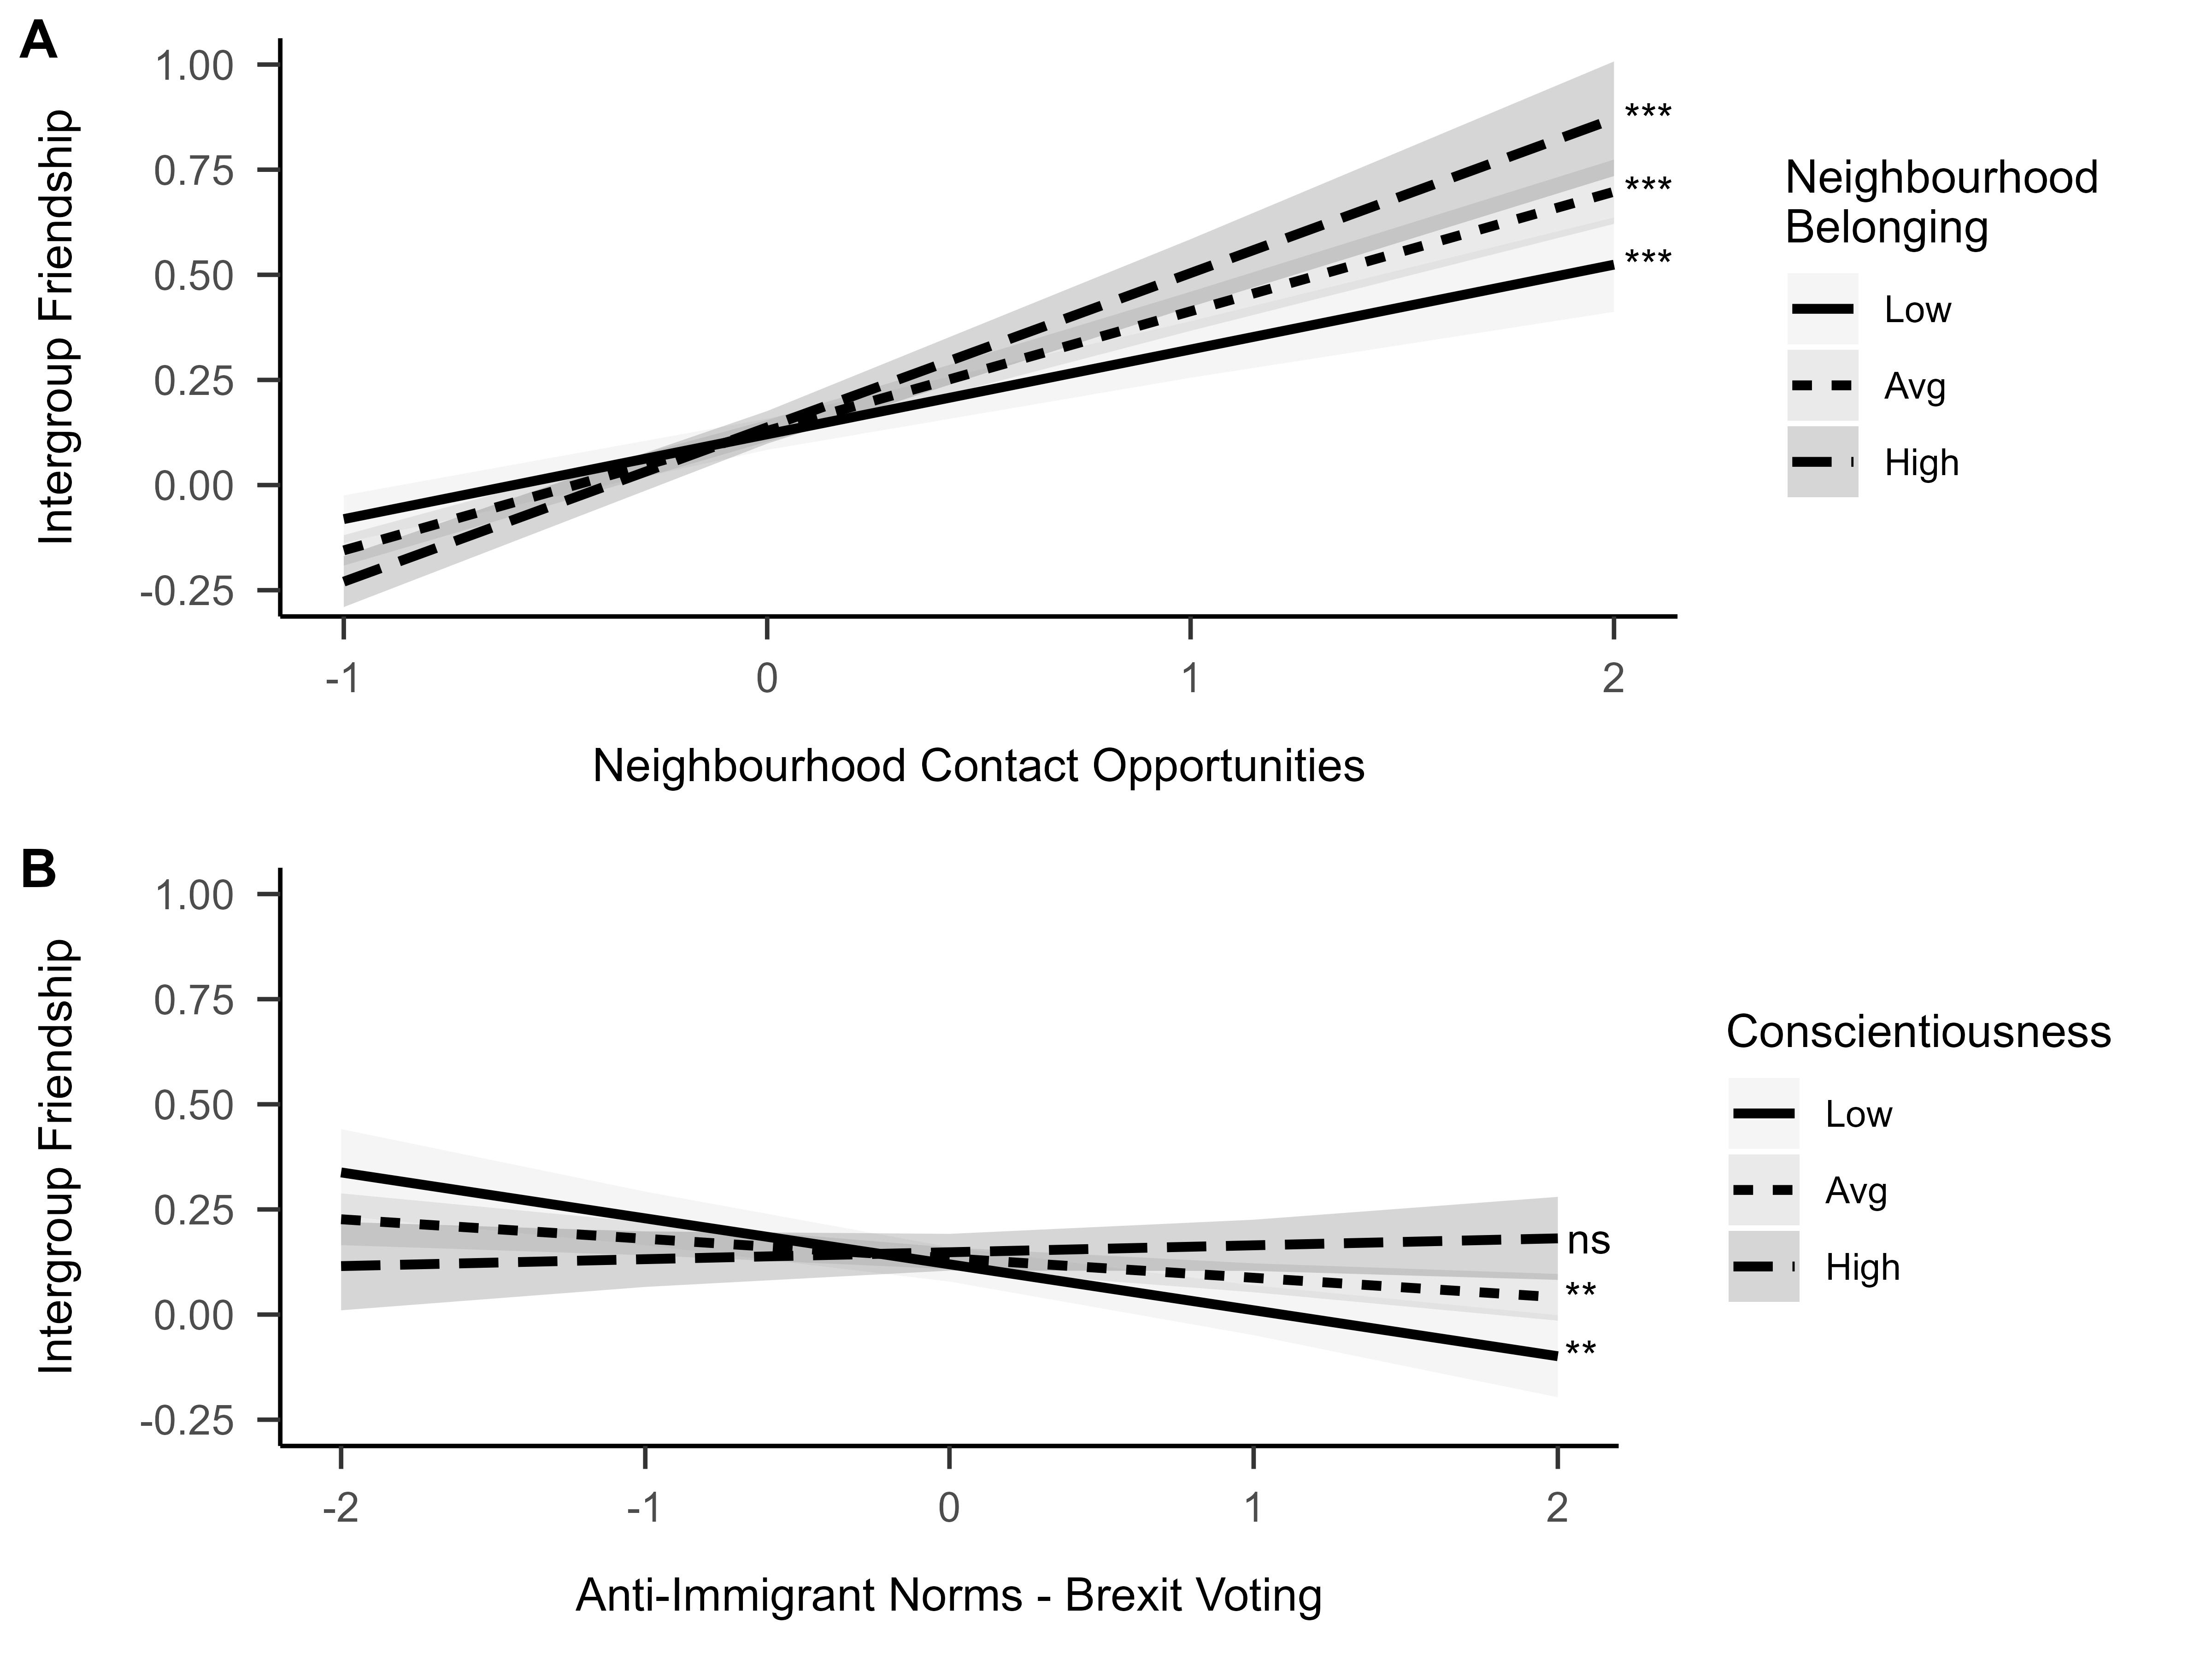 A
Intergroup Friendship
1.00
0.75
0.50
0.25
0.00
-0.25
-1
0
1
2
Neighbourhood Contact Opportunities
***
***
***
Neighbourhood
Belonging
Low
Avg
High
B
Intergroup Friendship
1.00
0.75
0.50
0.25
0.00
-0.25
-2
-1
0
1
2
Anti-Immigrant Norms - Brexit Voting
ns
**
**
Conscientiousness
Low
Avg
High